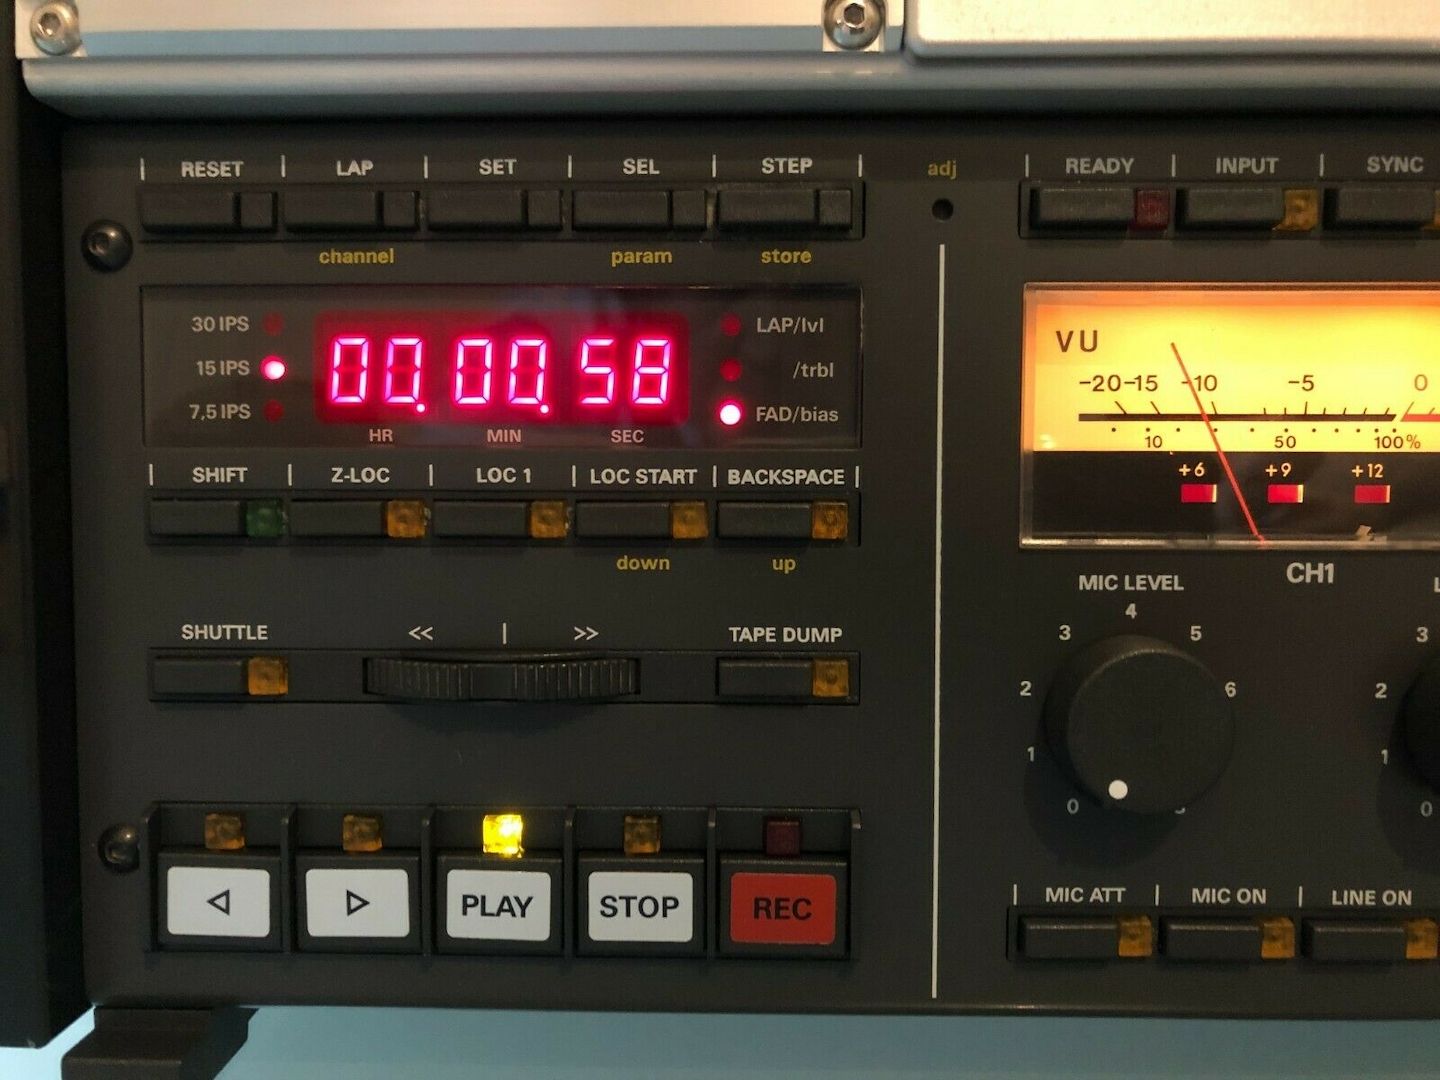 RESET LAP SET SEL STEP adj READY INPUT SYNC
channel param store
30 IPS LAP/lvl
15 IPS 00.00.58 /trbl
7,5 IPS FAD/bias
HR MIN SEC
VU
-20 -15 -10 -5 0
10 50 100%
+6 +9 +12
SHIFT Z-LOC LOC 1 LOC START BACKSPACE
down up
CH1
MIC LEVEL L
SHUTTLE << | >> TAPE DUMP
0 1 2 3 4 5 6
0 1 2 3
PLAY STOP REC
MIC ATT MIC ON LINE ON